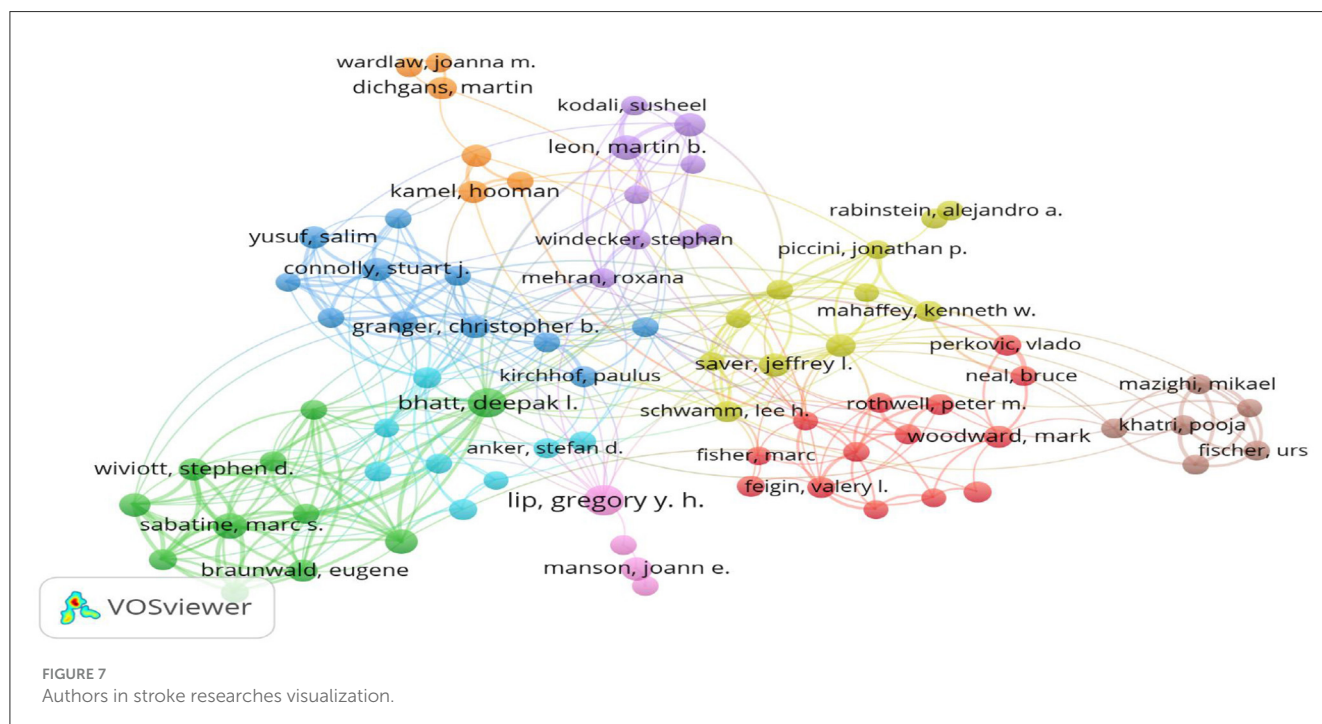 wardlaw, joanna m.
dichgans, martin
kodali, susheel
leon, martin b.
kamel, hooman
rabinstein, alejandro a.
yusuf, salim
windecker, stephan
piccini, jonathan p.
connolly, stuart j.
mehran, roxana
mahaffey, kenneth w.
granger, christopher b.
perkovic, vlado
saver, jeffrey l.
kirchhof, paulus
neal, bruce
mazighi, mikael
bhatt, deepak l.
schwamm, lee h.
rothwell, peter m.
khatri, pooja
woodward, mark
anker, stefan d.
fisher, marc
fischer, urs
wiviott, stephen d.
feigin, valery l.
lip, gregory y. h.
sabatine, marc s.
braunwald, eugene
manson, joann e.
VOSviewer
FIGURE 7
Authors in stroke researches visualization.